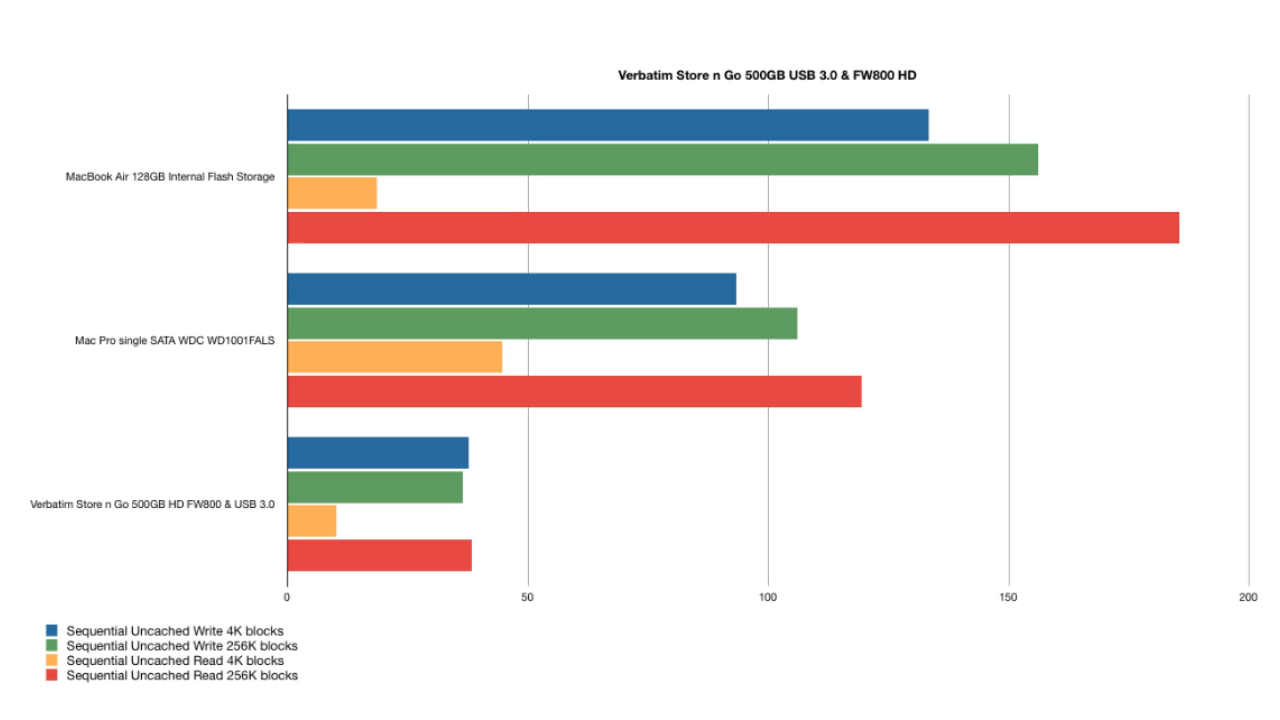 Verbatim Store n Go 500GB USB 3.0 & FW800 HD
MacBook Air 128GB Internal Flash Storage
Mac Pro single SATA WDC WD1001FALS
Verbatim Store n Go 500GB HD FW800 & USB 3.0
0 50 100 150 200
Sequential Uncached Write 4K blocks
Sequential Uncached Write 256K blocks
Sequential Uncached Read 4K blocks
Sequential Uncached Read 256K blocks